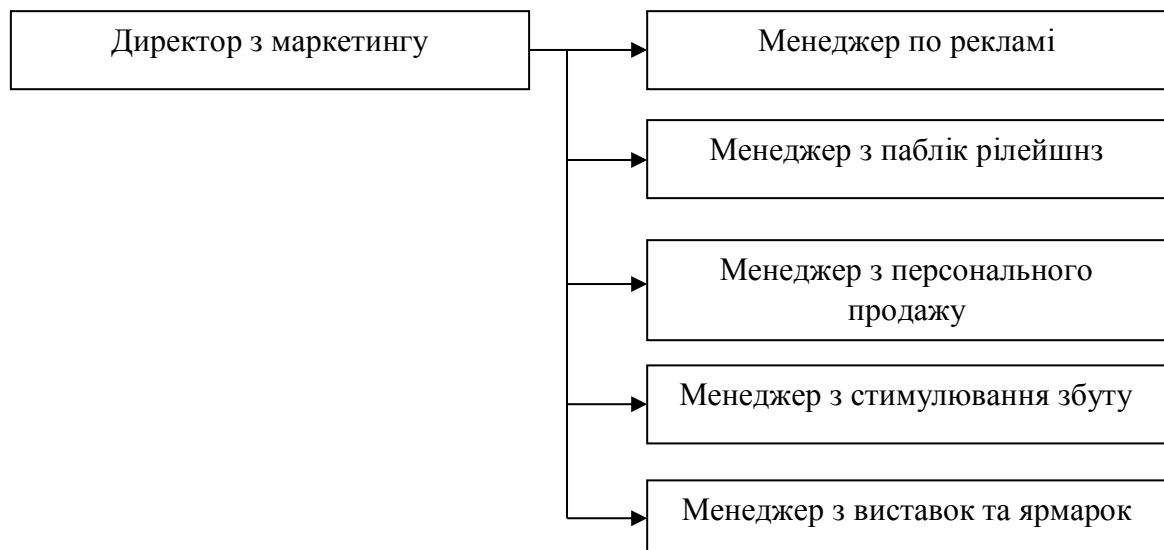 Директор з маркетингу
Менеджер по рекламі
Менеджер з паблік рілейшнз
Менеджер з персонального
продажу
Менеджер з стимулювання збуту
Менеджер з виставок та ярмарок